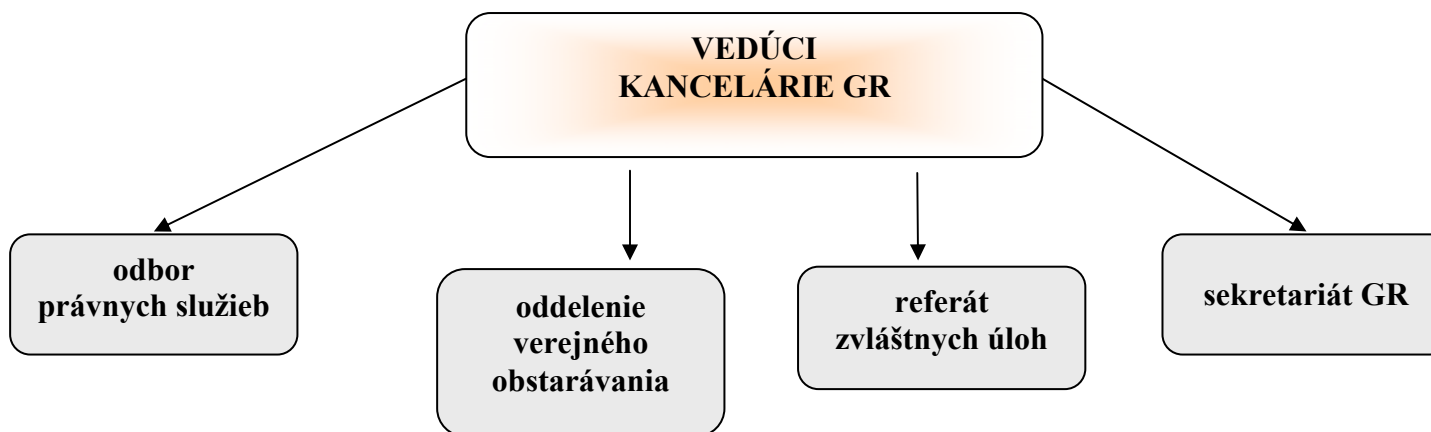 VEDÚCI
KANCELÁRIE GR
odbor
právnych služieb
oddelenie
verejného
obstarávania
referát
zvláštnych úloh
sekretariát GR